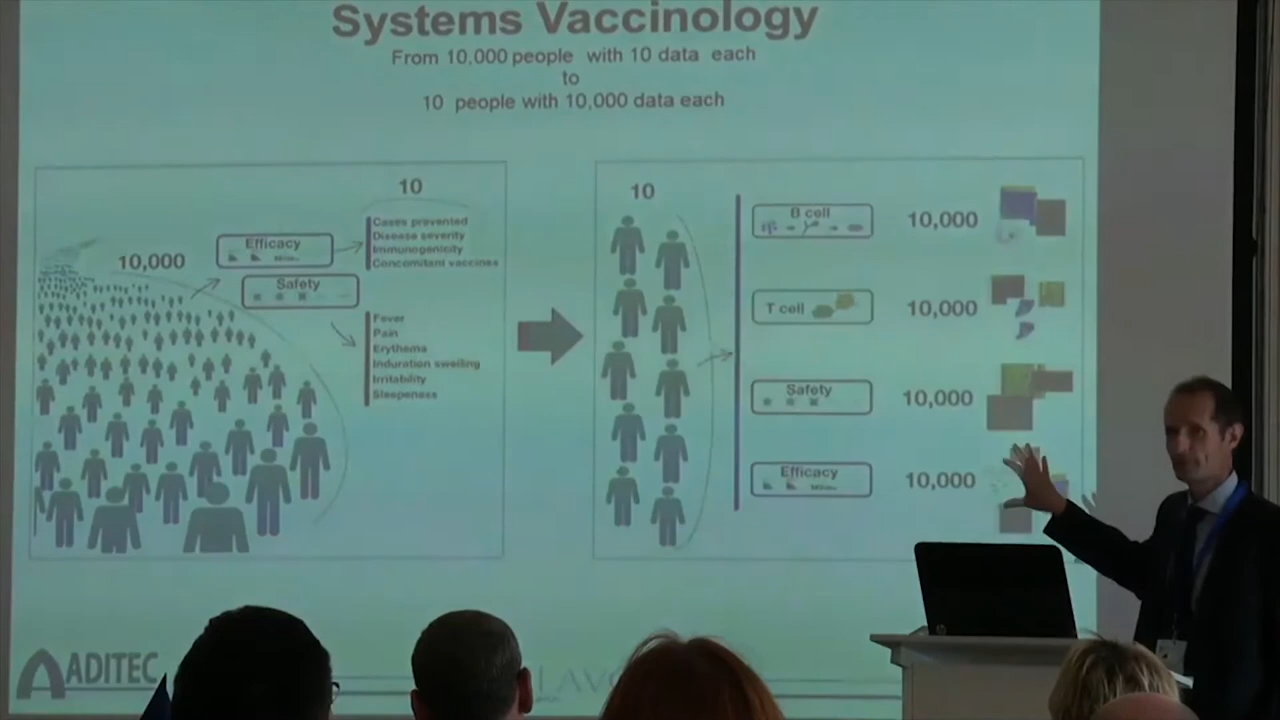 Systems Vaccinology
From 10.000 people with 10 data each
to
10 people with 10,000 data each
10
Cases prevented
Disease severity
Immunogenicity
Concomitant vaccines
Efficacy
10,000
Safety
Fever
Pain
Erythema
Induration swelling
Irritability
Sleepeness
10
B cell
10,000
T cell
10,000
Safety
10,000
Efficacy
10,000
ADITEC